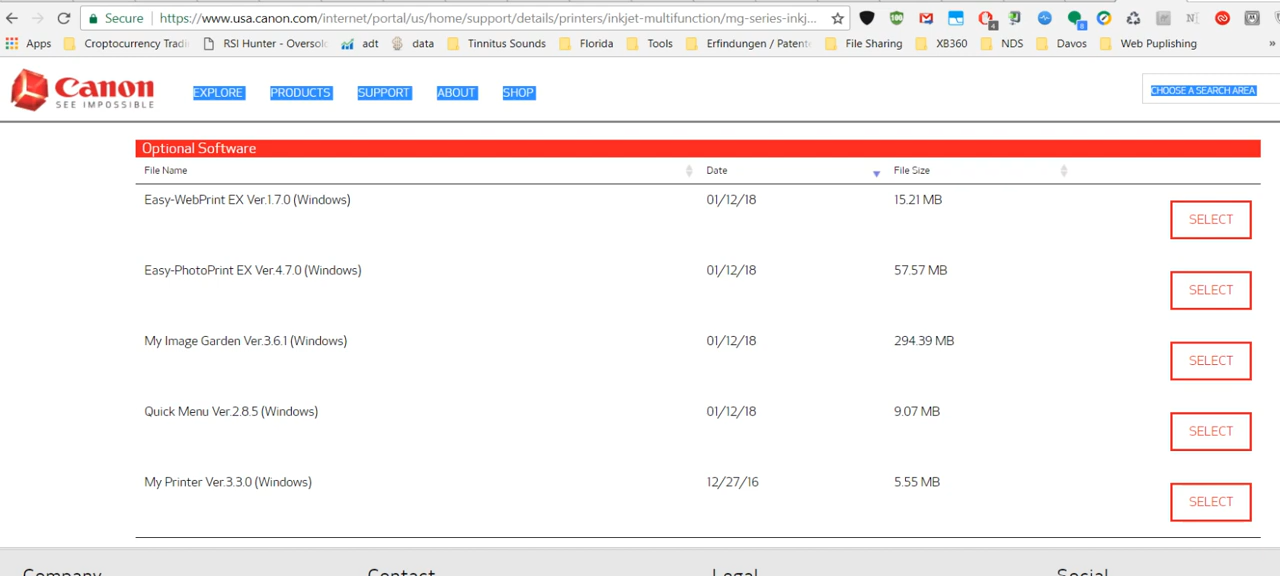 Secure https://www.usa.canon.com/internet/portal/us/home/support/details/printers/inkjet-multifunction/mg-series-inkj...
Apps Croptocurrency Tradi RSI Hunter - Oversol adt data Tinnitus Sounds Florida Tools Erfindungen / Patent File Sharing XB360 NDS Davos Web Puplishing »
Canon
SEE IMPOSSIBLE
EXPLORE PRODUCTS SUPPORT ABOUT SHOP
CHOOSE A SEARCH AREA
Optional Software
File Name Date File Size
Easy-WebPrint EX Ver.1.7.0 (Windows) 01/12/18 15.21 MB
SELECT
Easy-PhotoPrint EX Ver.4.7.0 (Windows) 01/12/18 57.57 MB
SELECT
My Image Garden Ver.3.6.1 (Windows) 01/12/18 294.39 MB
SELECT
Quick Menu Ver.2.8.5 (Windows) 01/12/18 9.07 MB
SELECT
My Printer Ver.3.3.0 (Windows) 12/27/16 5.55 MB
SELECT
Company Contact Legal Social